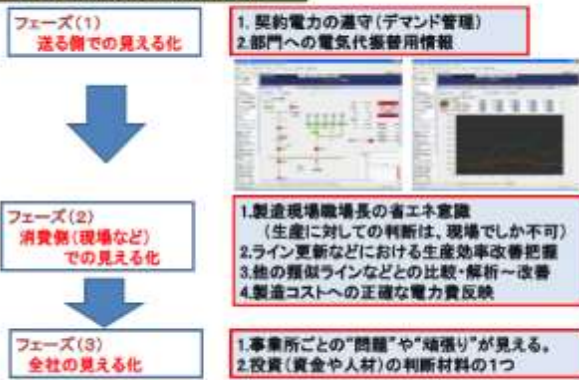 フェーズ(1)
送る側での見える化
1. 契約電力の遵守(デマンド管理)
2.部門への電気代振替用情報
フェーズ(2)
消費側(現場など)
での見える化
1.製造現場職場長の省エネ意識
(生産に対しての判断は、現場でしか不可)
2.ライン更新などにおける生産効率改善把握
3.他の類似ラインなどとの比較・解析～改善
4.製造コストへの正確な電力費反映
フェーズ(3)
全社の見える化
1.事業所ごとの“問題”や“頑張り”が見える。
2.投資(資金や人材)の判断材料の1つ